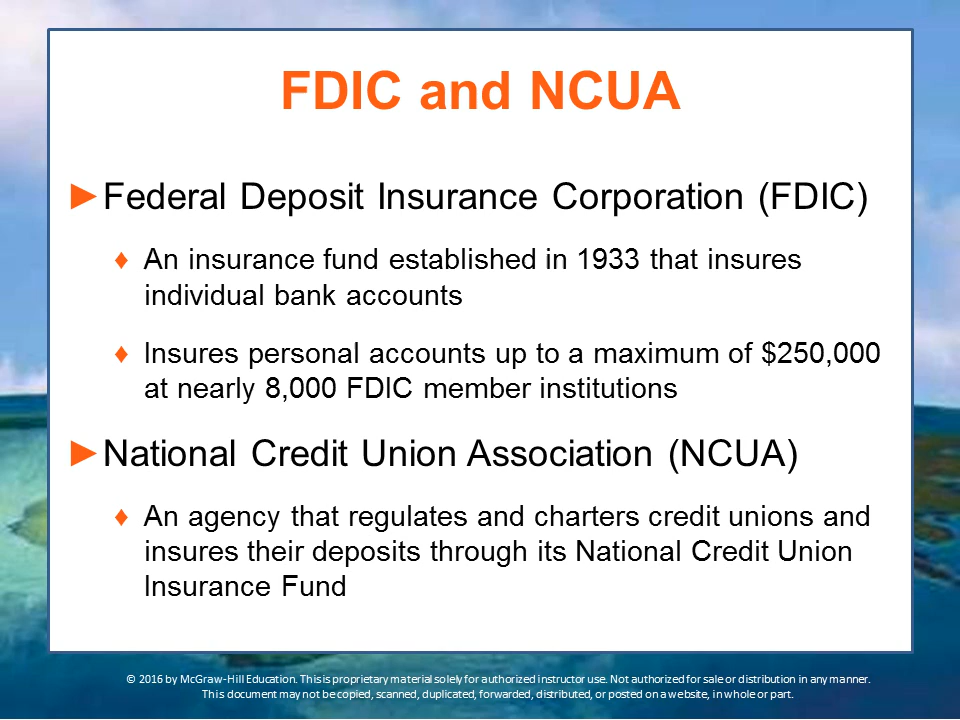 FDIC and NCUA
►Federal Deposit Insurance Corporation (FDIC)
♦ An insurance fund established in 1933 that insures
individual bank accounts
♦ Insures personal accounts up to a maximum of $250,000
at nearly 8,000 FDIC member institutions
►National Credit Union Association (NCUA)
♦ An agency that regulates and charters credit unions and
insures their deposits through its National Credit Union
Insurance Fund
© 2016 by McGraw-Hill Education. This is proprietary material solely for authorized instructor use. Not authorized for sale or distribution in any manner.
This document may not be copied, scanned, duplicated, forwarded, distributed, or posted on a website, in whole or part.